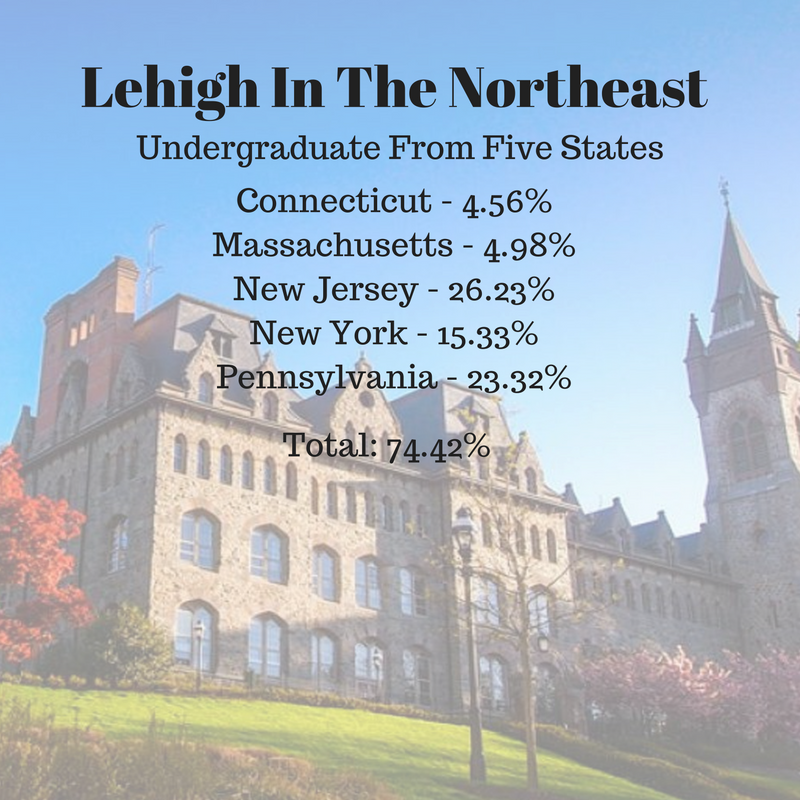 Lehigh In The Northeast
Undergraduate From Five States
Connecticut - 4.56%
Massachusetts - 4.98%
New Jersey - 26.23%
New York - 15.33%
Pennsylvania - 23.32%
Total: 74.42%